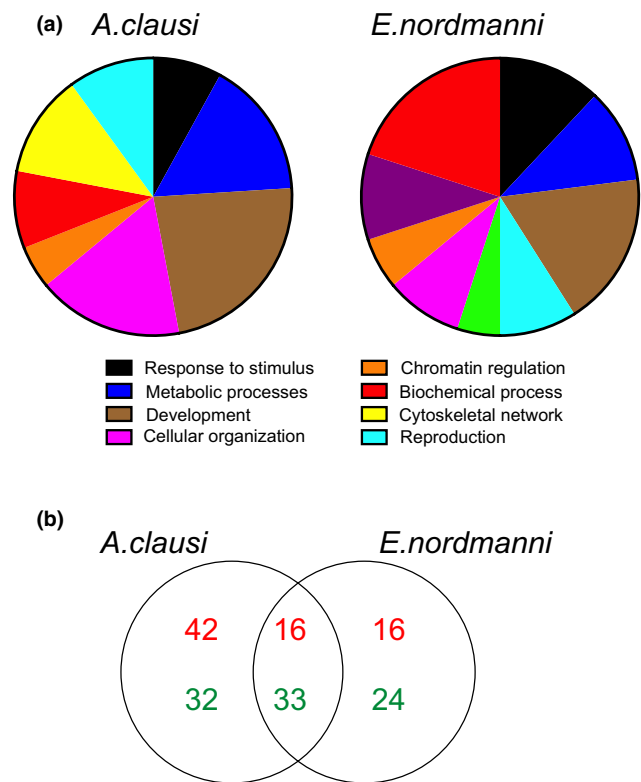 (a)
A.clausi
E.nordmanni
Response to stimulus
Metabolic processes
Development
Cellular organization
Chromatin regulation
Biochemical process
Cytoskeletal network
Reproduction
(b)
A.clausi
E.nordmanni
42 16 16
32 33 24